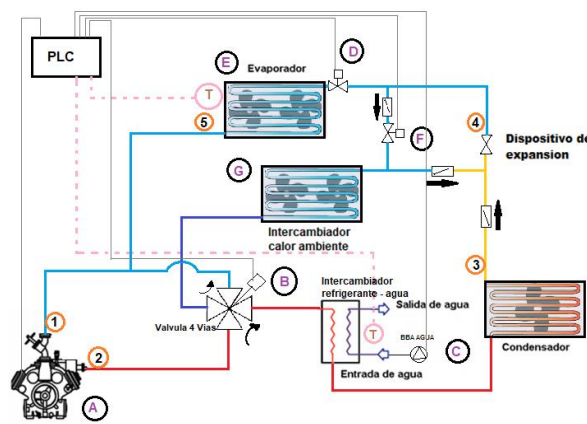 PLC
D
E
Evaporador
T
5
F
4
Dispositivo de
expansion
G
Intercambiador
calor ambiente
3
B
Intercambiador
refrigerante - agua
Salida de agua
1
Valvula 4 Vias
T
BBA AGUA
C
Condensador
2
Entrada de agua
A